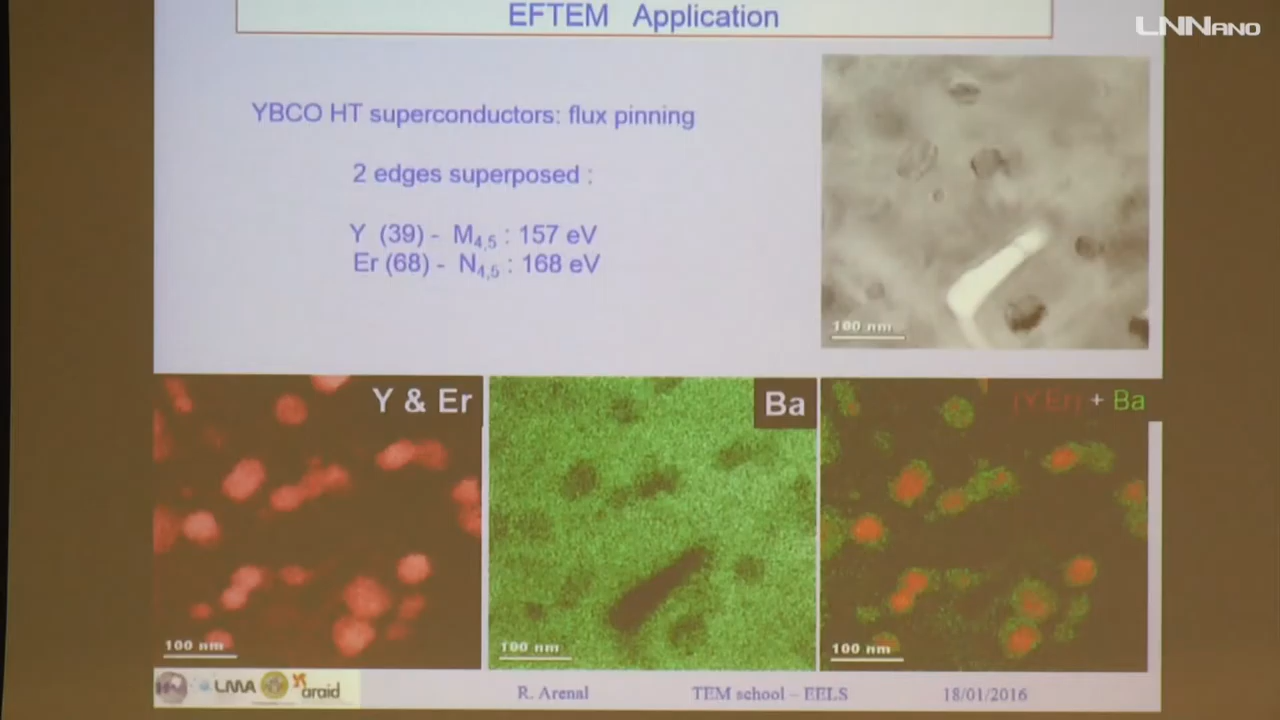 EFTEM Application
LNNANO
YBCO HT superconductors: flux pinning
2 edges superposed :
Y (39) - M4,5 : 157 eV
Er (68) - N4,5 : 168 eV
100 nm
Y & Er
Ba
(Y,Er) + Ba
100 nm
100 nm
100 nm
LMA
araid
R. Arenal
TEM school – EELS
18/01/2016